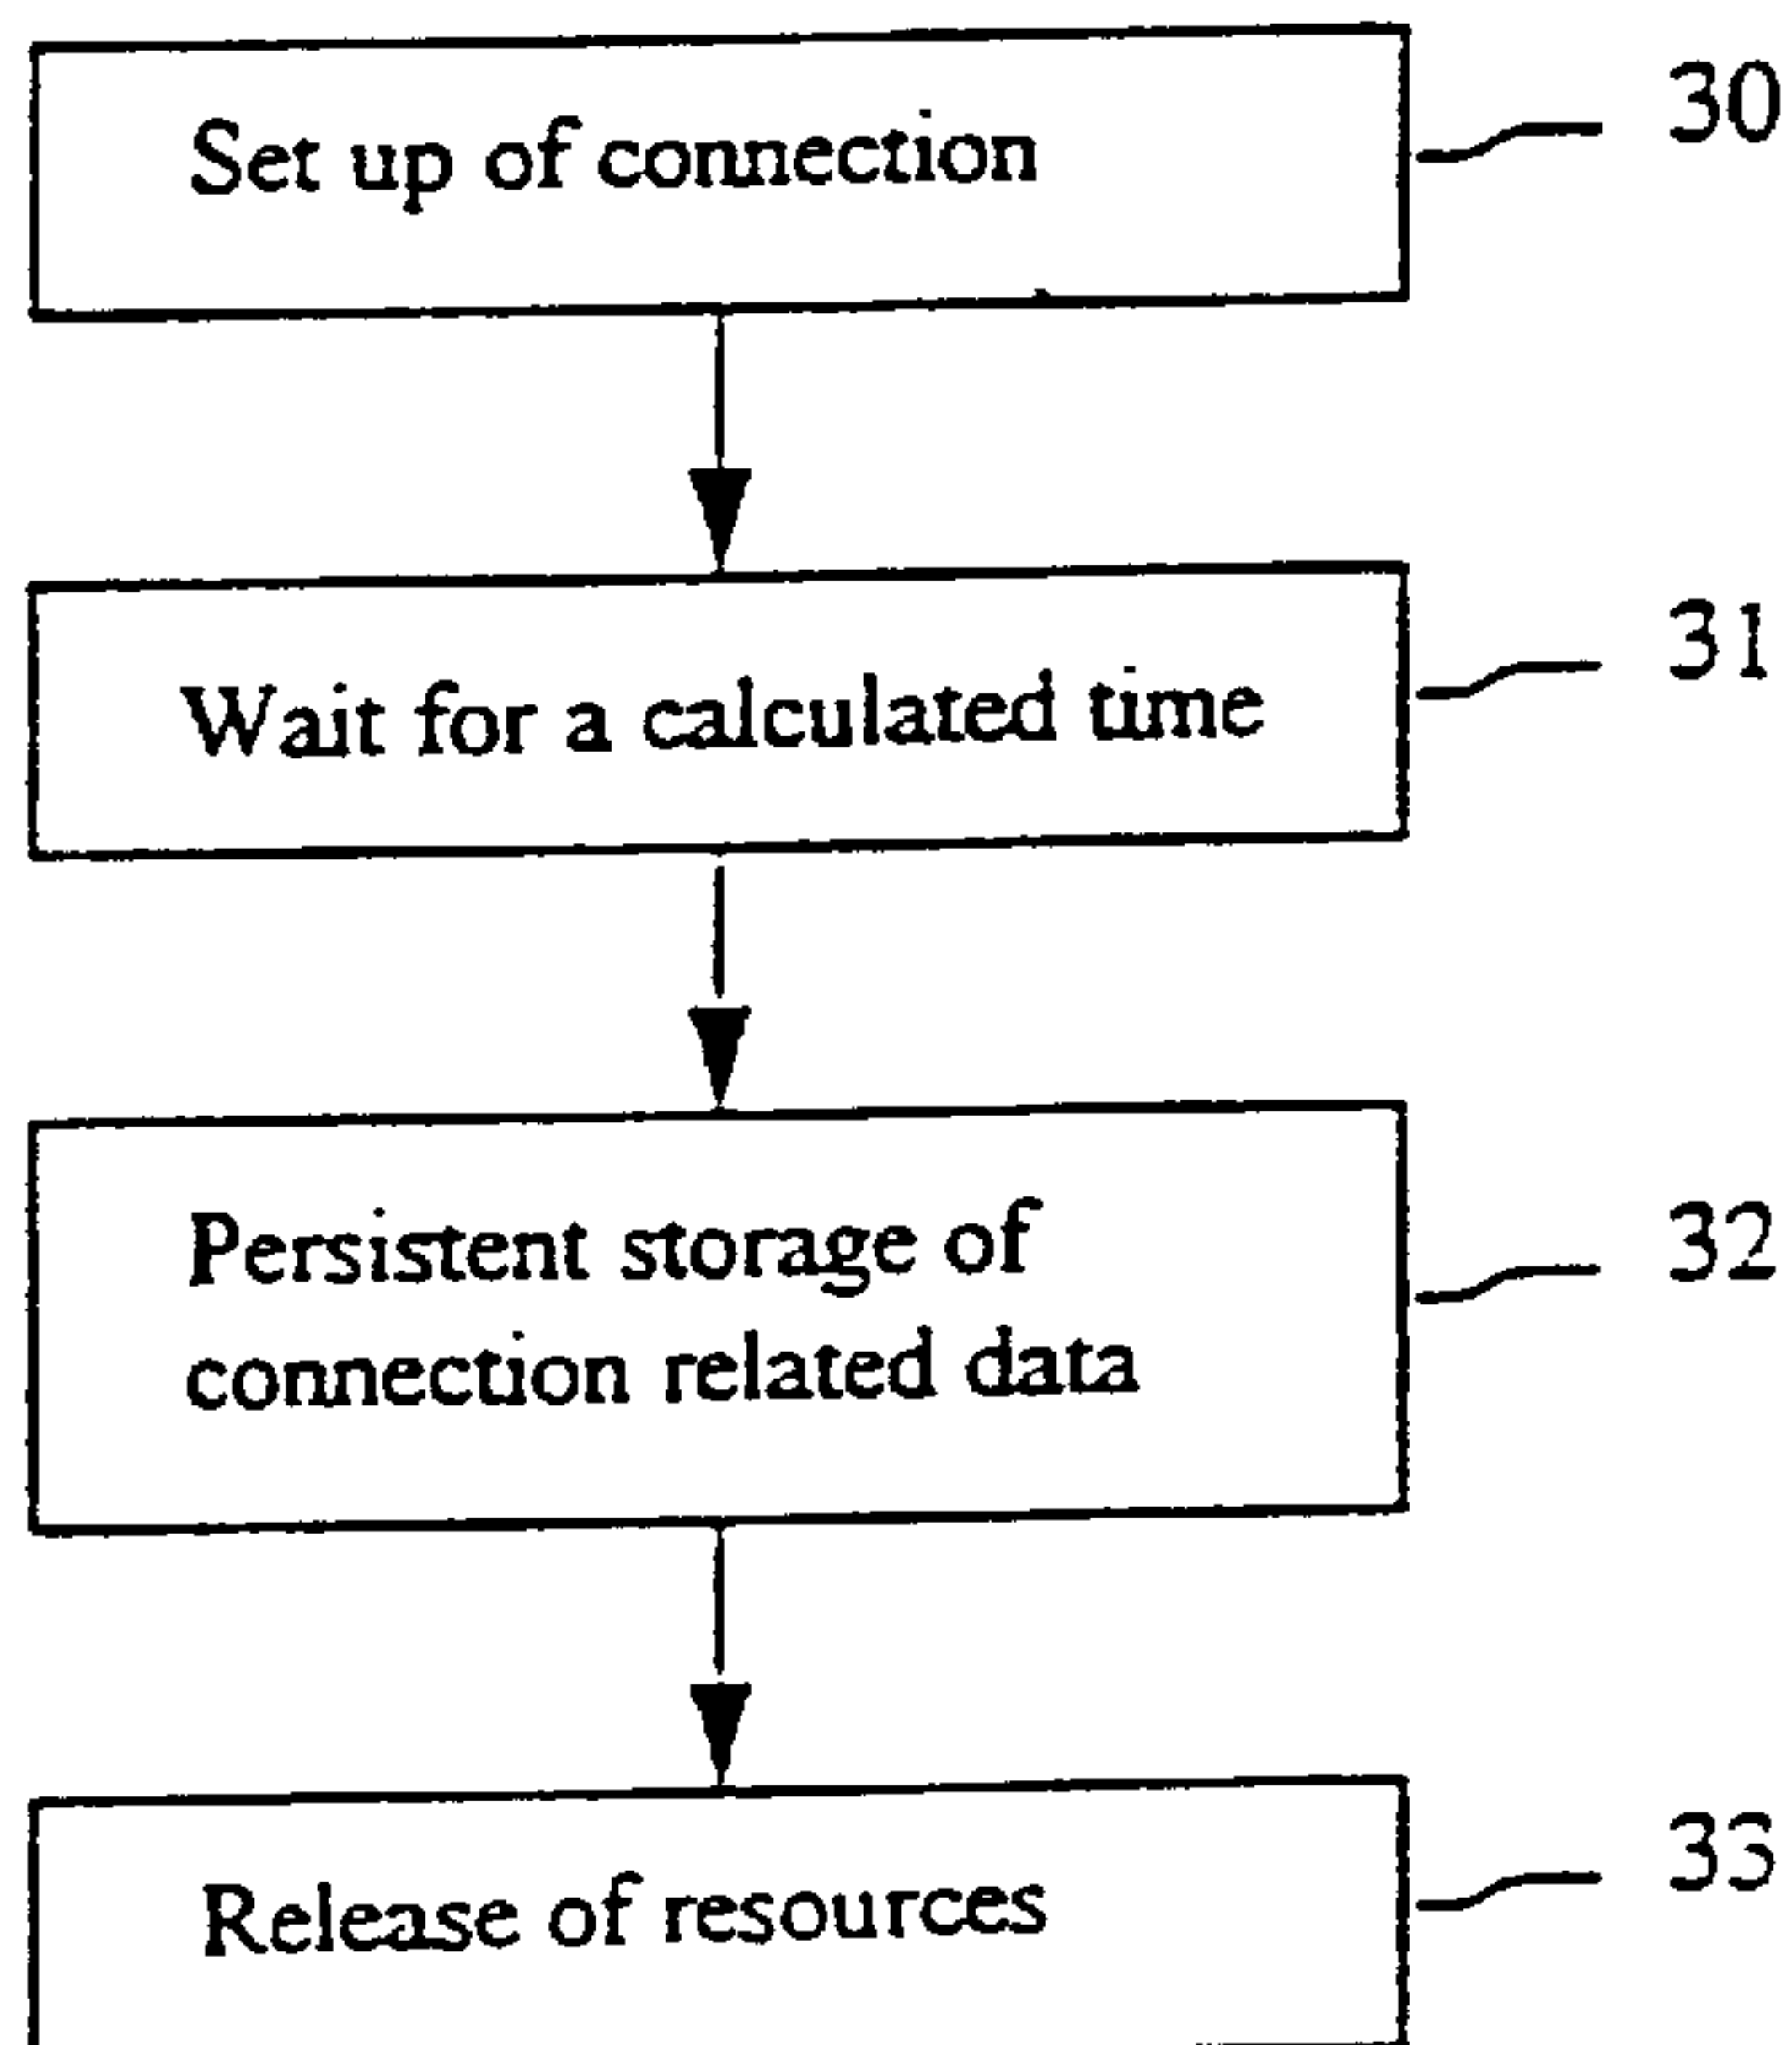 Set up of connection
30
Wait for a calculated time
31
Persistent storage of
connection related data
32
Release of resources
33